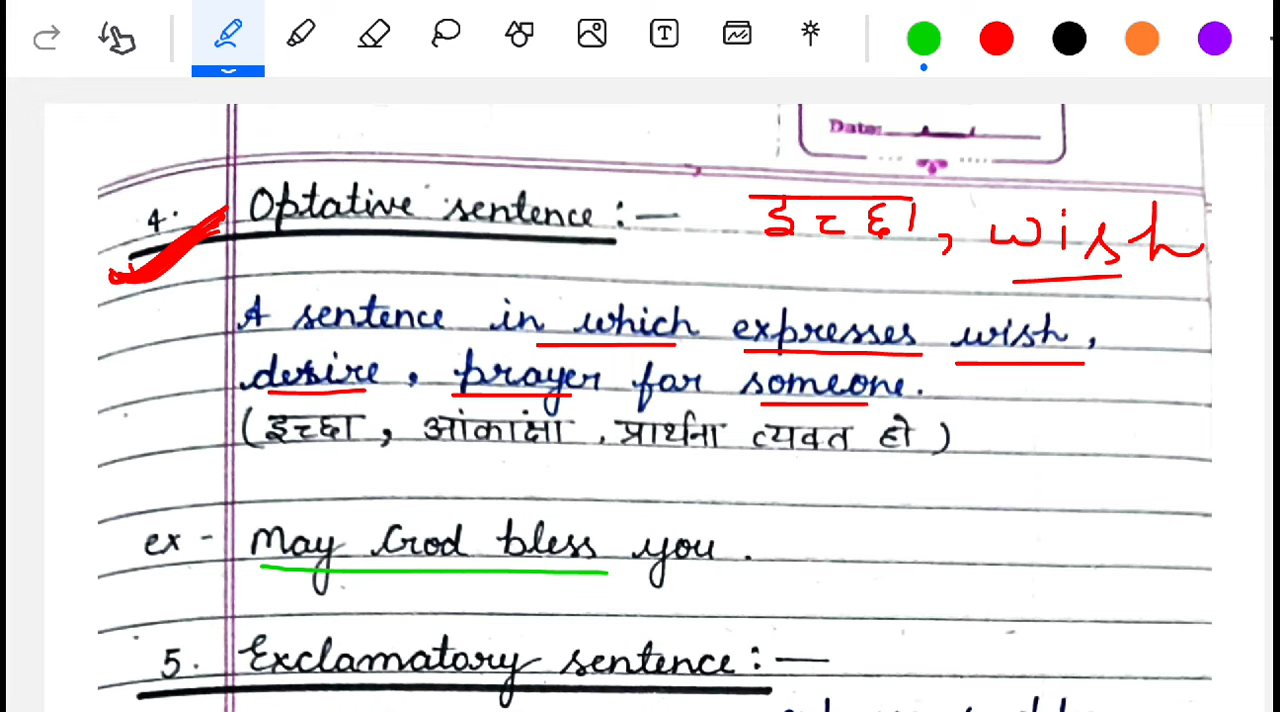 Date:
4. Optative sentence :— इच्छा, wish
A sentence in which expresses wish,
desire, prayer for someone.
(इच्छा, आंकांक्षा, प्रार्थना व्यक्त हो)
ex - May God bless you.
5. Exclamatory sentence :—